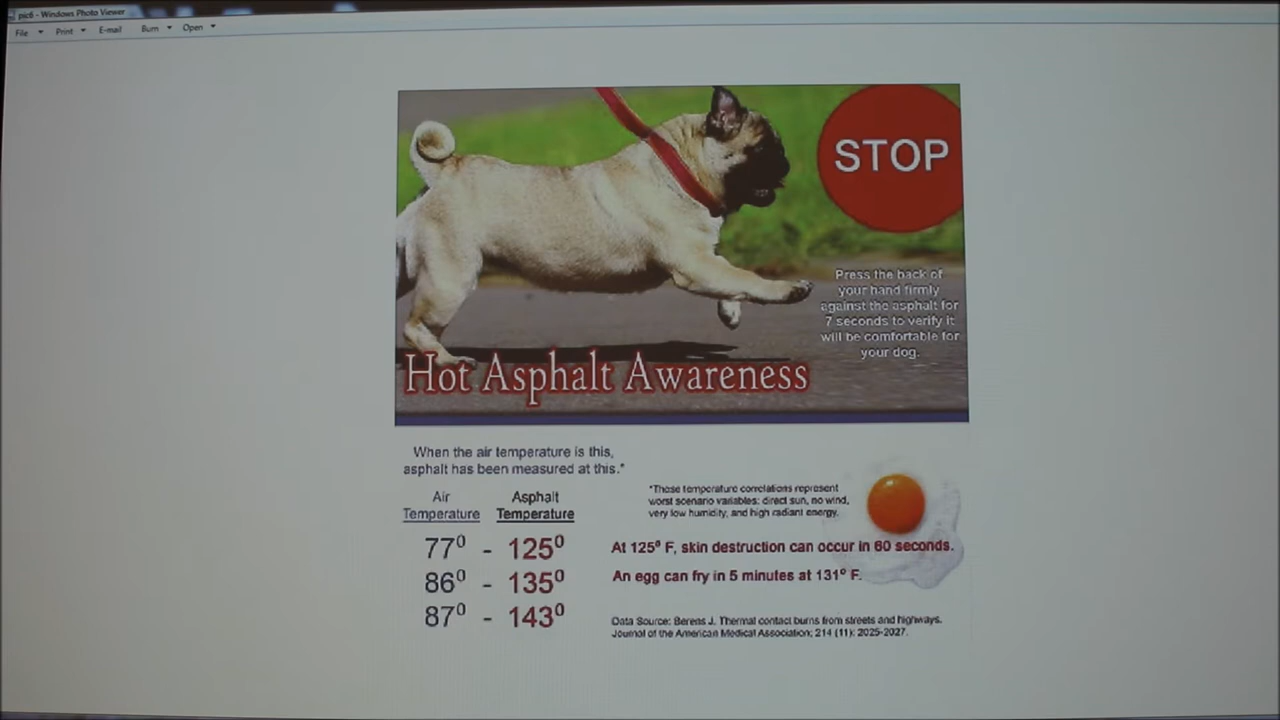 pic6 - Windows Photo Viewer
File Print E-mail Burn Open
STOP
Press the back of
your hand firmly
against the asphalt for
7 seconds to verify it
will be comfortable for
your dog.
Hot Asphalt Awareness
When the air temperature is this,
asphalt has been measured at this.*
Air Temperature Asphalt Temperature
77⁰ - 125⁰
86⁰ - 135⁰
87⁰ - 143⁰
*These temperature correlations represent
worst scenario variables: direct sun, no wind,
very low humidity, and high radiant energy.
At 125⁰ F, skin destruction can occur in 60 seconds.
An egg can fry in 5 minutes at 131⁰ F.
Data Source: Berens J. Thermal contact burns from streets and highways.
Journal of the American Medical Association; 214 (11): 2025-2027.